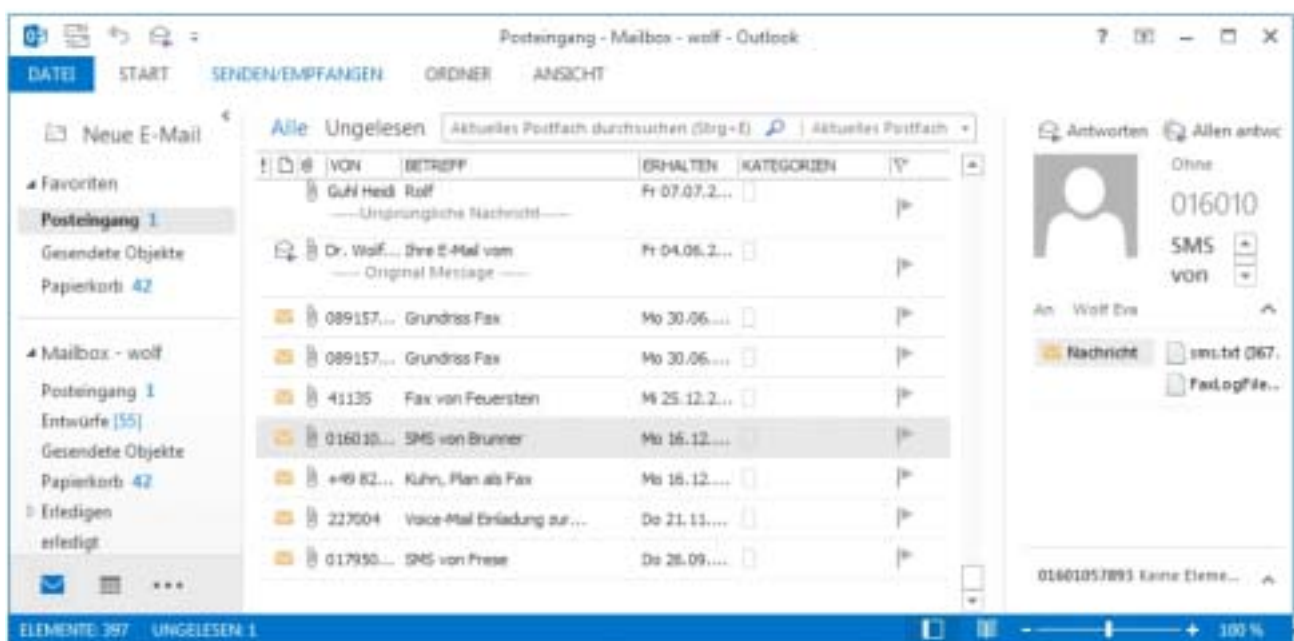 Posteingang - Mailbox - wolf - Outlook
DATEI START SENDEN/EMPFANGEN ORDNER ANSICHT
Neue E-Mail
Favoriten
Posteingang 1
Gesendete Objekte
Papierkorb 42
Mailbox - wolf
Posteingang 1
Entwürfe [55]
Gesendete Objekte
Papierkorb 42
Erledigen
erledigt
Alle Ungelesen Aktuelles Postfach durchsuchen (Strg+E) Aktuelles Postfach
VON BETREFF ERHALTEN KATEGORIEN
Guhl Heidi Rolf Fr 07.07.2...
-----Ursprüngliche Nachricht-----
Dr. Wolf... Ihre E-Mail vom Fr 04.06.2...
----- Original Message -----
089157... Grundriss Fax Mo 30.06....
089157... Grundriss Fax Mo 30.06....
41135 Fax von Feuerstein Mi 25.12.2...
016010... SMS von Brunner Mo 16.12....
+49 82... Kuhn, Plan als Fax Mo 16.12....
227004 Voice-Mail Einladung zur... Do 21.11....
017950... SMS von Frese Do 26.09....
Antworten Allen antwo
Ohne
016010
SMS
von
An Wolf Eva
Nachricht sms.txt (367.
FaxLogFile...
01601057893 Keine Eleme...
ELEMENTE: 397 UNGELESEN: 1 100 %